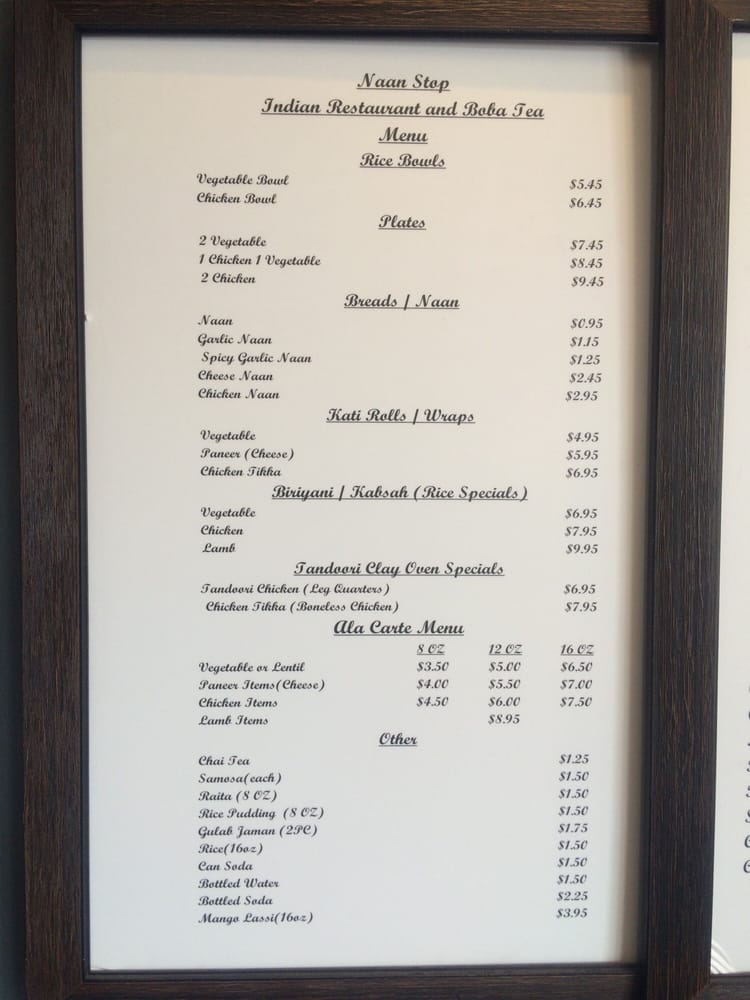 Naan Stop
Indian Restaurant and Boba Tea
Menu
Rice Bowls
Vegetable Bowl $5.45
Chicken Bowl $6.45
Plates
2 Vegetable $7.45
1 Chicken 1 Vegetable $8.45
2 Chicken $9.45
Breads / Naan
Naan $0.95
Garlic Naan $1.15
Spicy Garlic Naan $1.25
Cheese Naan $2.45
Chicken Naan $2.95
Kati Rolls / Wraps
Vegetable $4.95
Paneer (Cheese) $5.95
Chicken Tikka $6.95
Biriyani / Kabsah (Rice Specials)
Vegetable $6.95
Chicken $7.95
Lamb $9.95
Tandoori Clay Oven Specials
Tandoori Chicken (Leg Quarters) $6.95
Chicken Tikka (Boneless Chicken) $7.95
Ala Carte Menu
8 OZ 12 OZ 16 OZ
Vegetable or Lentil $3.50 $5.00 $6.50
Paneer Items(Cheese) $4.00 $5.50 $7.00
Chicken Items $4.50 $6.00 $7.50
Lamb Items $8.95
Other
Chai Tea $1.25
Samosa(each) $1.50
Raita (8 OZ) $1.50
Rice Pudding (8 OZ) $1.50
Gulab Jaman (2PC) $1.75
Rice(16oz) $1.50
Can Soda $1.50
Bottled Water $1.50
Bottled Soda $2.25
Mango Lassi(16oz) $3.95